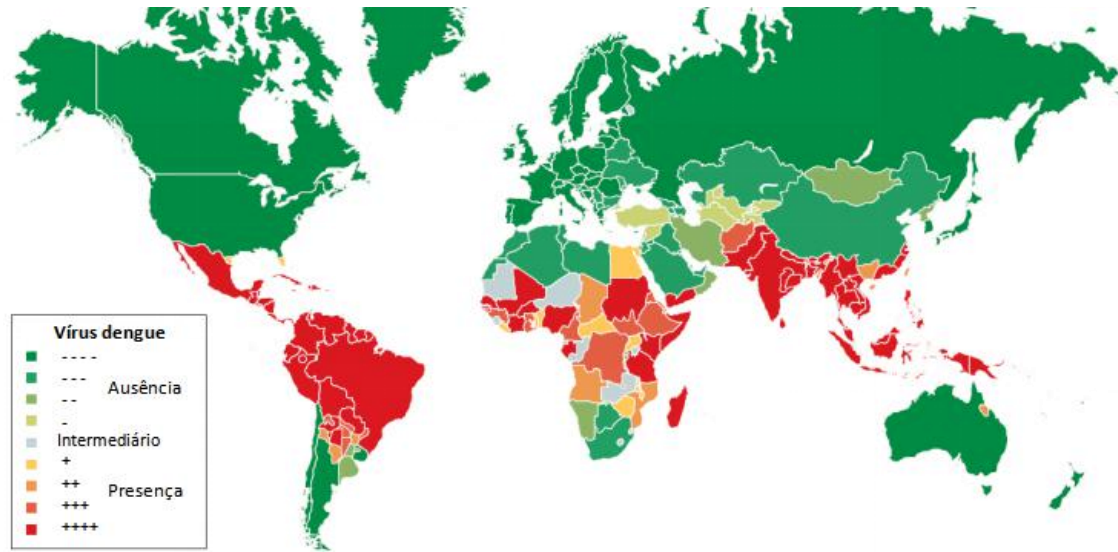 Vírus dengue
- - - -
- - -
Ausência
- -
-
Intermediário
+
++
Presença
+++
++++